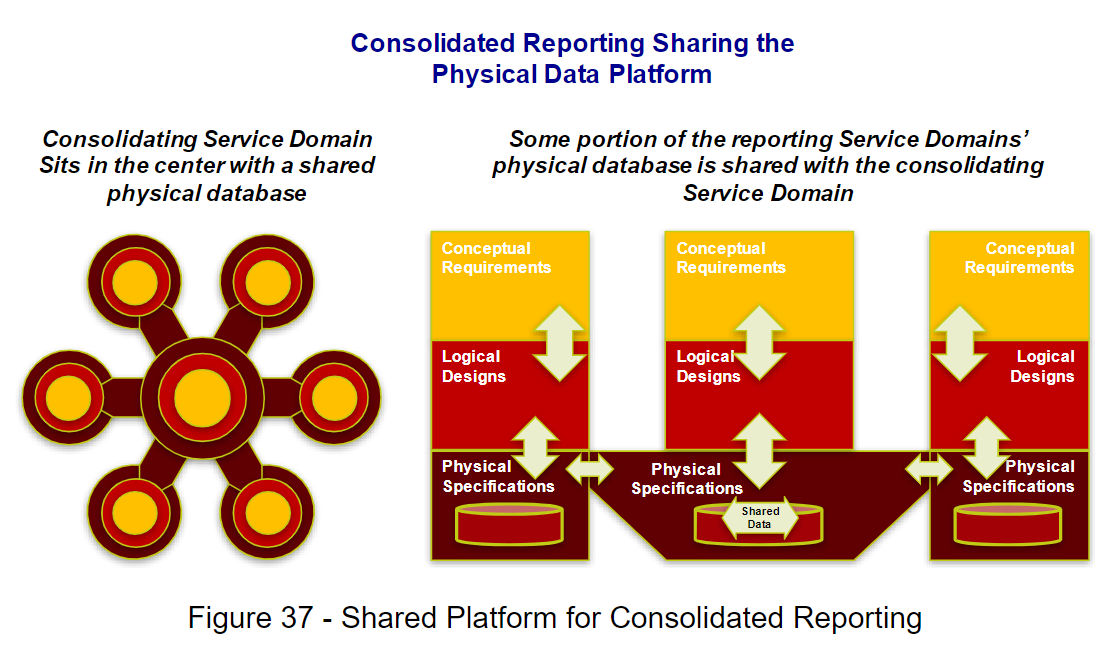 Consolidated Reporting Sharing the
Physical Data Platform
Consolidating Service Domain
Sits in the center with a shared
physical database
Some portion of the reporting Service Domains’
physical database is shared with the consolidating
Service Domain
Conceptual
Requirements
Logical
Designs
Physical
Specifications
Conceptual
Requirements
Logical
Designs
Physical
Specifications
Shared
Data
Conceptual
Requirements
Logical
Designs
Physical
Specifications
Figure 37 - Shared Platform for Consolidated Reporting